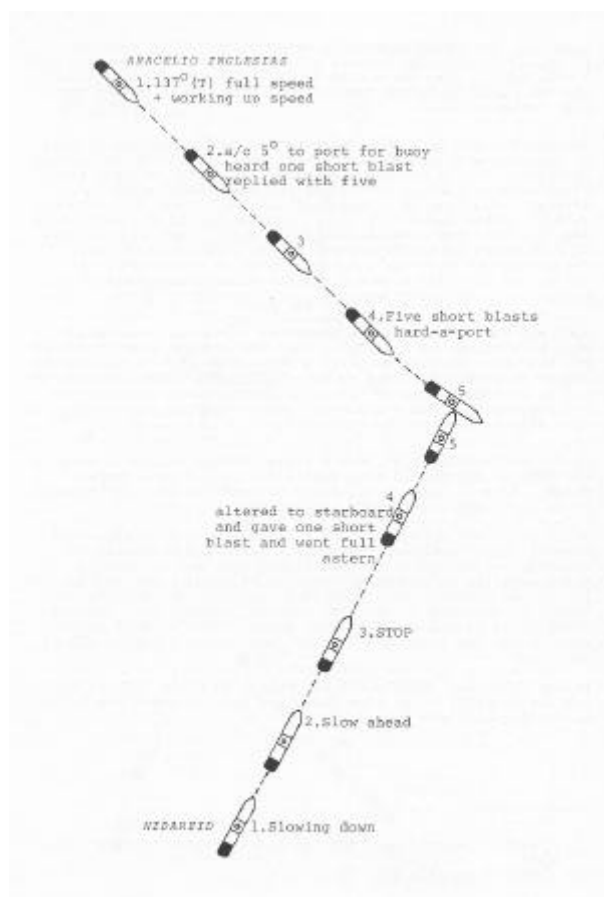 ARACELIO INGLESIAS
1.137°(T) full speed
+ working up speed
2.a/c 5° to port for buoy
heard one short blast
replied with five
3
4.Five short blasts
hard-a-port
5
5
4
altered to starboard
and gave one short
blast and went full
astern
3.STOP
2.Slow ahead
NIDAREID 1.Slowing down